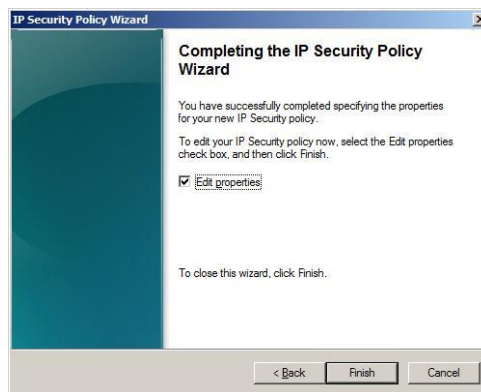 IP Security Policy Wizard
Completing the IP Security Policy
Wizard
You have successfully completed specifying the properties
for your new IP Security policy.
To edit your IP Security policy now, select the Edit properties
check box, and then click Finish.
Edit properties
To close this wizard, click Finish.
< Back Finish Cancel